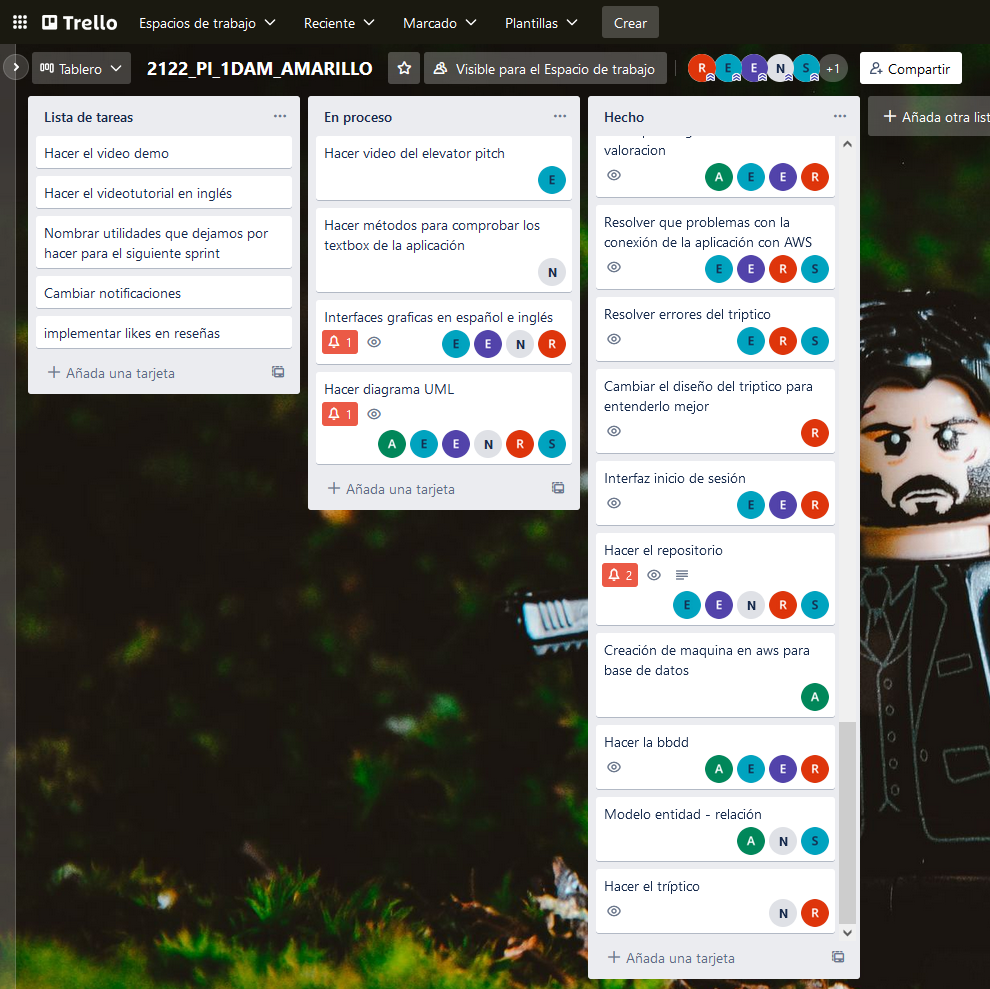 Trello
Espacios de trabajo
Reciente
Marcado
Plantillas
Crear
Tablero
2122_PI_1DAM_AMARILLO
Visible para el Espacio de trabajo
R
E
E
N
S
+1
Compartir
Lista de tareas
Hacer el video demo
Hacer el videotutorial en inglés
Nombrar utilidades que dejamos por
hacer para el siguiente sprint
Cambiar notificaciones
implementar likes en reseñas
Añada una tarjeta
En proceso
Hacer video del elevator pitch
E
Hacer métodos para comprobar los
textbox de la aplicación
N
Interfaces graficas en español e inglés
1
E E N R
Hacer diagrama UML
1
A E E N R S
Añada una tarjeta
Hecho
valoracion
A E E R
Resolver que problemas con la
conexión de la aplicación con AWS
E E R S
Resolver errores del triptico
E R S
Cambiar el diseño del triptico para
entenderlo mejor
R
Interfaz inicio de sesión
E E R
Hacer el repositorio
2
E E N R S
Creación de maquina en aws para
base de datos
A
Hacer la bbdd
A E E R
Modelo entidad - relación
A N S
Hacer el tríptico
N R
Añada una tarjeta
Añada otra list